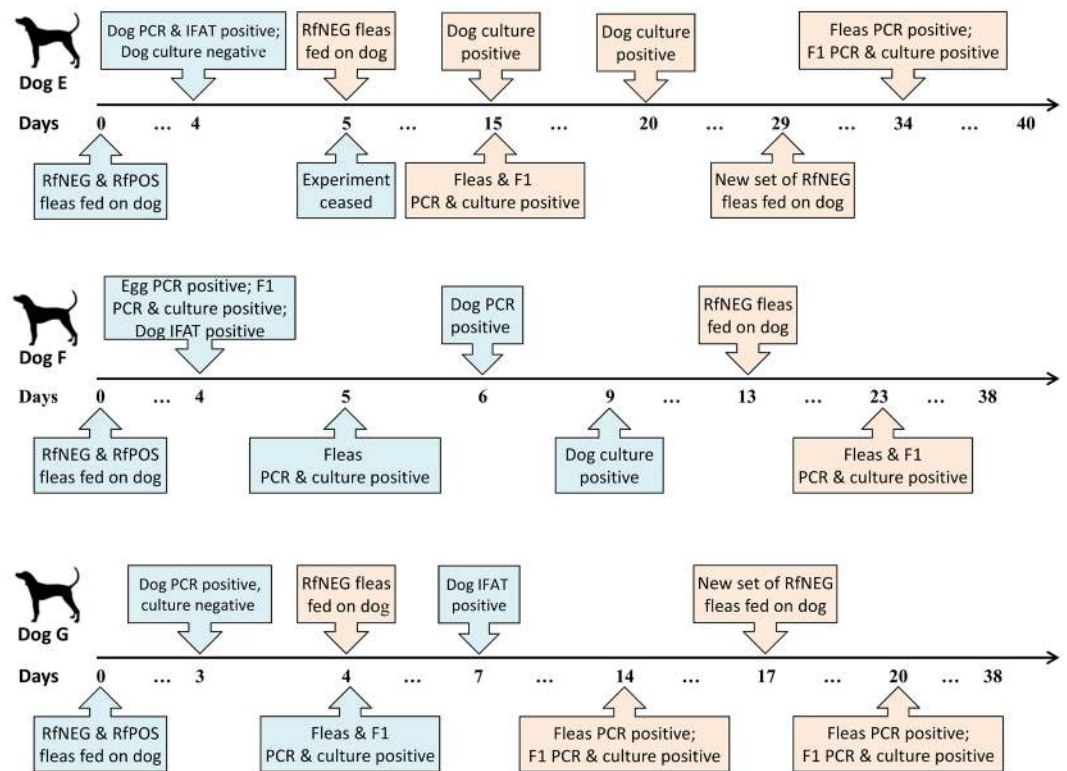 Dog PCR & IFAT positive;
Dog culture negative
RfNEG fleas
fed on dog
Dog culture
positive
Dog culture
positive
Fleas PCR positive;
F1 PCR & culture positive
Dog E
Days 0 ... 4 5 ... 15 ... 20 ... 29 ... 34 ... 40
RfNEG & RfPOS
fleas fed on dog
Experiment
ceased
Fleas & F1
PCR & culture positive
New set of RfNEG
fleas fed on dog
Egg PCR positive; F1
PCR & culture positive;
Dog IFAT positive
Dog PCR
positive
RfNEG fleas
fed on dog
Dog F
Days 0 ... 4 5 6 9 ... 13 ... 23 ... 38
RfNEG & RfPOS
fleas fed on dog
Fleas
PCR & culture positive
Dog culture
positive
Fleas & F1
PCR & culture positive
Dog PCR positive,
culture negative
RfNEG fleas
fed on dog
Dog IFAT
positive
New set of RfNEG
fleas fed on dog
Dog G
Days 0 ... 3 4 ... 7 ... 14 ... 17 ... 20 ... 38
RfNEG & RfPOS
fleas fed on dog
Fleas & F1
PCR & culture positive
Fleas PCR positive;
F1 PCR & culture positive
Fleas PCR positive;
F1 PCR & culture positive